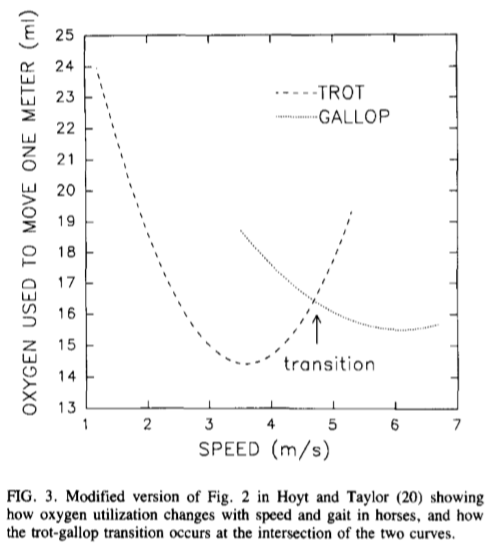 OXYGEN USED TO MOVE ONE METER (ml)
25
24
23
22
21
20
19
18
17
16
15
14
13
-----TROT
..........GALLOP
transition
1 2 3 4 5 6 7
SPEED (m/s)
FIG. 3. Modified version of Fig. 2 in Hoyt and Taylor (20) showing
how oxygen utilization changes with speed and gait in horses, and how
the trot-gallop transition occurs at the intersection of the two curves.